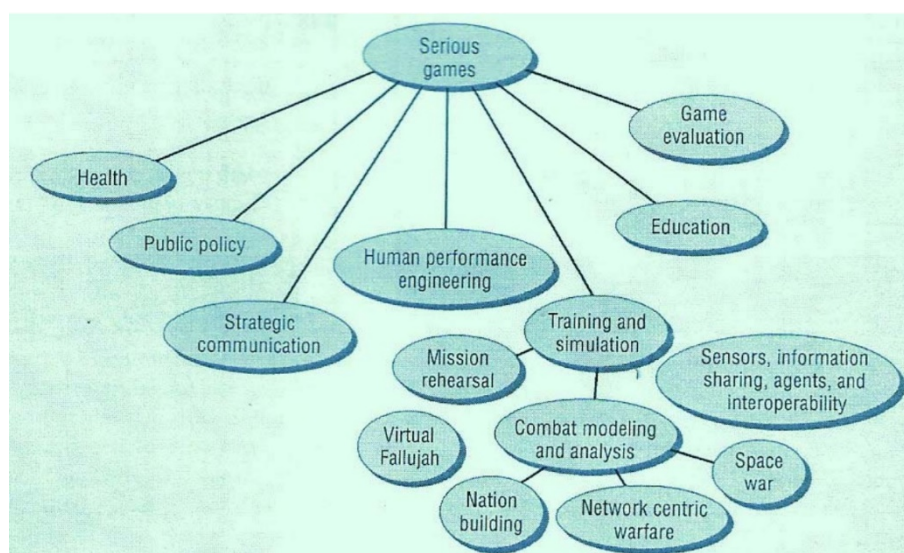 Serious
games
Game
evaluation
Health
Education
Public policy
Human performance
engineering
Strategic
communication
Training and
simulation
Mission
rehearsal
Sensors, information
sharing, agents, and
interoperability
Virtual
Fallujah
Combat modeling
and analysis
Space
war
Nation
building
Network centric
warfare